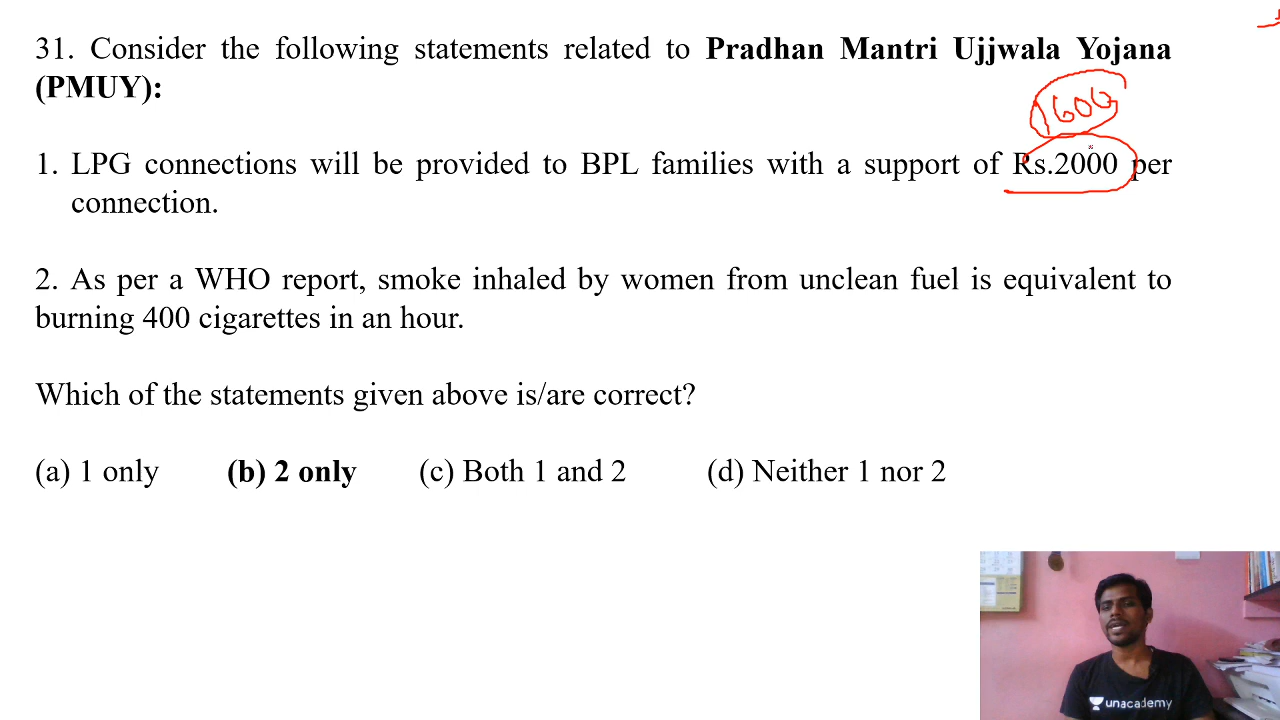 31. Consider the following statements related to Pradhan Mantri Ujjwala Yojana
(PMUY):
1600
1. LPG connections will be provided to BPL families with a support of Rs.2000 per
connection.
2. As per a WHO report, smoke inhaled by women from unclean fuel is equivalent to
burning 400 cigarettes in an hour.
Which of the statements given above is/are correct?
(a) 1 only (b) 2 only (c) Both 1 and 2 (d) Neither 1 nor 2
unacademy